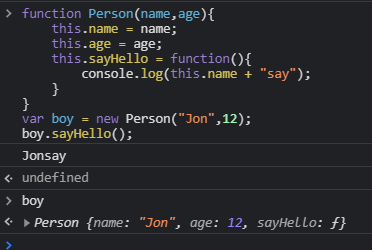 function Person(name,age){
this.name = name;
this.age = age;
this.sayHello = function(){
console.log(this.name + "say");
}
}
var boy = new Person("Jon",12);
boy.sayHello();
Jonsay
undefined
boy
Person {name: "Jon", age: 12, sayHello: ƒ}